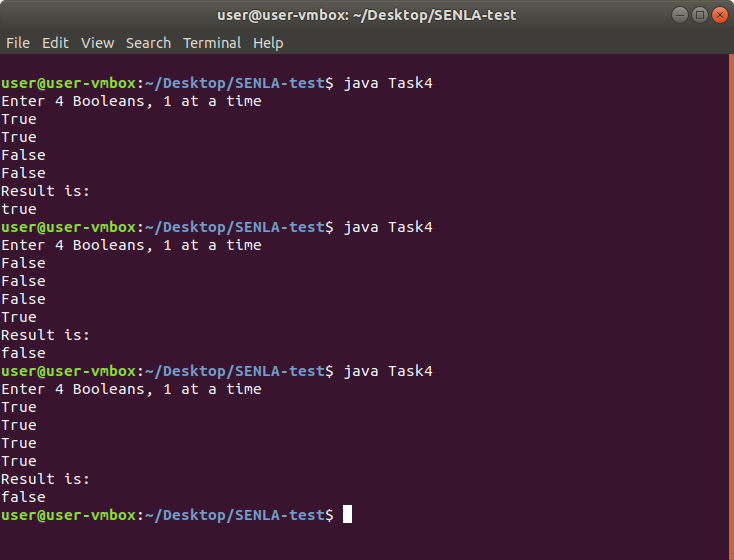 user@user-vmbox: ~/Desktop/SENLA-test
File Edit View Search Terminal Help
user@user-vmbox:~/Desktop/SENLA-test$ java Task4
Enter 4 Booleans, 1 at a time
True
True
False
False
Result is:
true
user@user-vmbox:~/Desktop/SENLA-test$ java Task4
Enter 4 Booleans, 1 at a time
False
False
False
True
Result is:
false
user@user-vmbox:~/Desktop/SENLA-test$ java Task4
Enter 4 Booleans, 1 at a time
True
True
True
True
Result is:
false
user@user-vmbox:~/Desktop/SENLA-test$